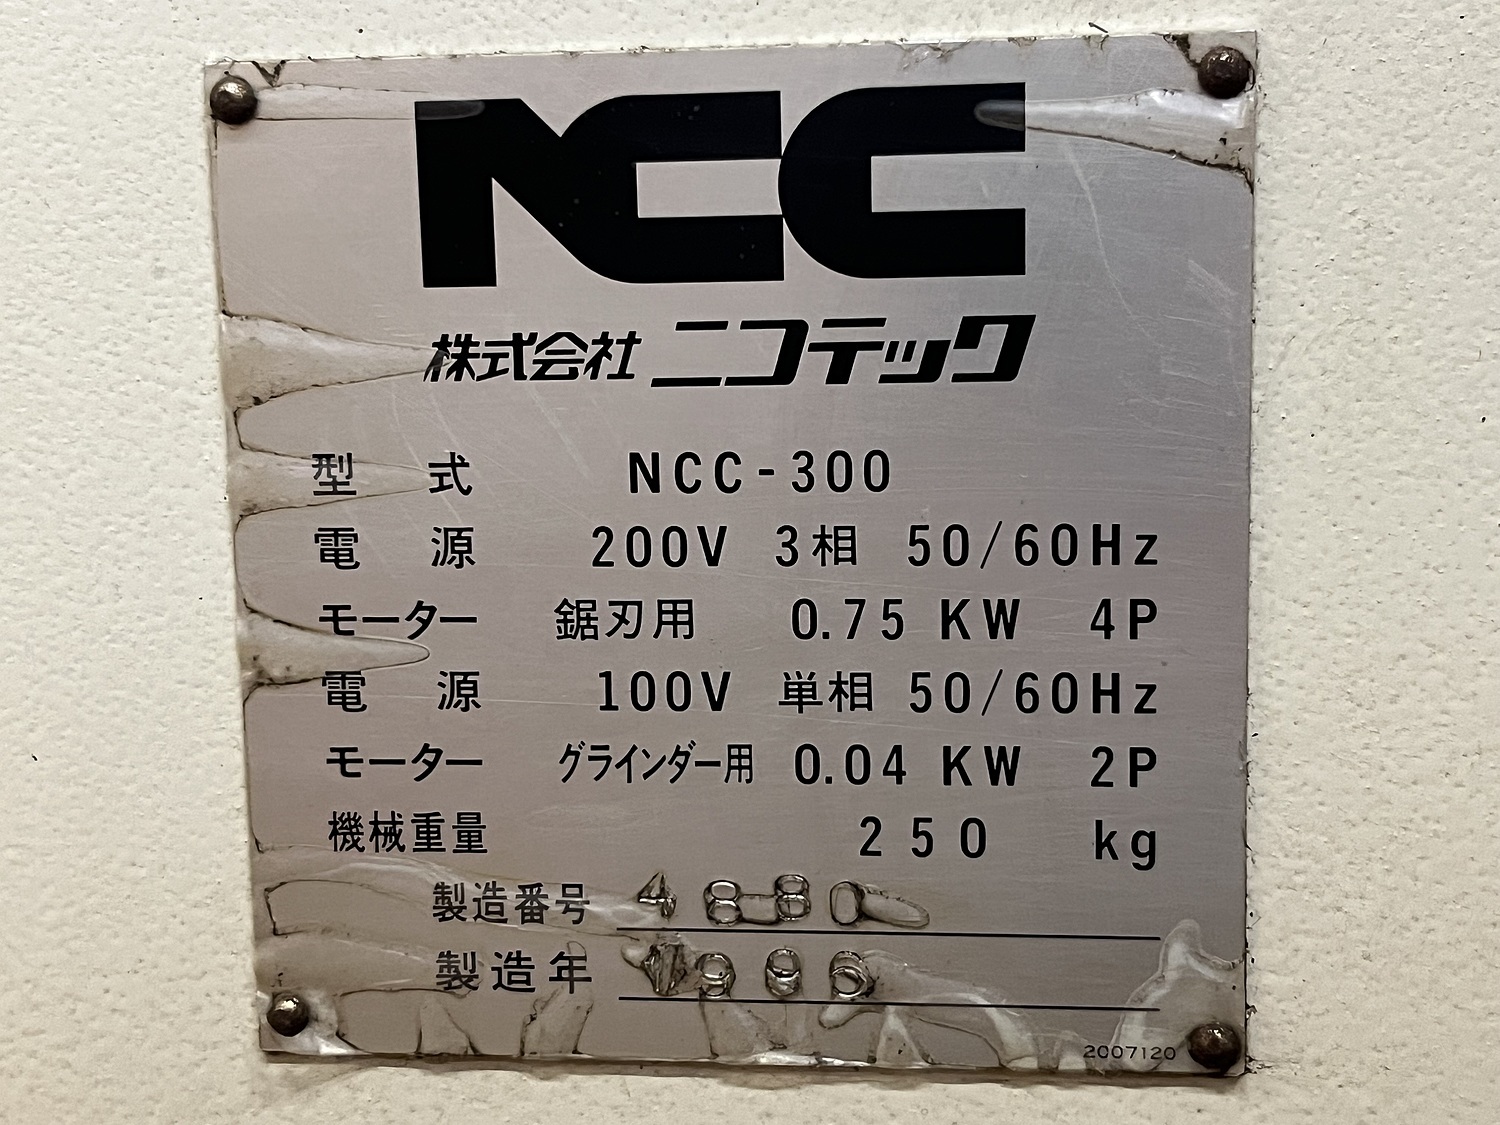 NCC
株式会社ニコテック
型式 NCC-300
電源 200V 3相 50/60Hz
モーター 鋸刃用 0.75 KW 4P
電源 100V 単相 50/60Hz
モーター グラインダー用 0.04 KW 2P
機械重量 250 kg
製造番号 4880
製造年
2007120